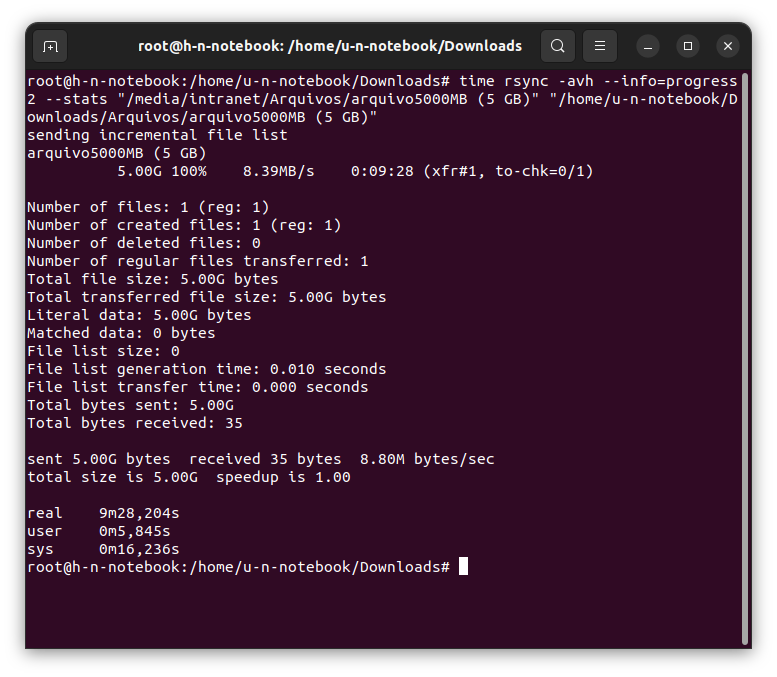 root@h-n-notebook: /home/u-n-notebook/Downloads
root@h-n-notebook:/home/u-n-notebook/Downloads# time rsync -avh --info=progress
2 --stats "/media/intranet/Arquivos/arquivo5000MB (5 GB)" "/home/u-n-notebook/D
ownloads/Arquivos/arquivo5000MB (5 GB)"
sending incremental file list
arquivo5000MB (5 GB)
          5.00G 100%    8.39MB/s    0:09:28 (xfr#1, to-chk=0/1)

Number of files: 1 (reg: 1)
Number of created files: 1 (reg: 1)
Number of deleted files: 0
Number of regular files transferred: 1
Total file size: 5.00G bytes
Total transferred file size: 5.00G bytes
Literal data: 5.00G bytes
Matched data: 0 bytes
File list size: 0
File list generation time: 0.010 seconds
File list transfer time: 0.000 seconds
Total bytes sent: 5.00G
Total bytes received: 35

sent 5.00G bytes  received 35 bytes  8.80M bytes/sec
total size is 5.00G  speedup is 1.00

real    9m28,204s
user    0m5,845s
sys     0m16,236s
root@h-n-notebook:/home/u-n-notebook/Downloads#